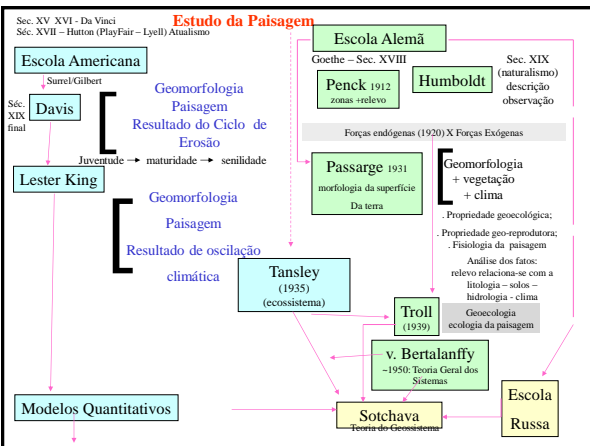 Sec. XV XVI - Da Vinci
Séc. XVII – Hutton (PlayFair – Lyell) Atualismo
Estudo da Paisagem
Escola Americana
Surrel/Gilbert
Séc.
XIX
final
Davis
Geomorfologia
Paisagem
Resultado do Ciclo de
Erosão
Juventude maturidade senilidade
Lester King
Geomorfologia
Paisagem
Resultado de oscilação
climática
Modelos Quantitativos
Escola Alemã
Goethe – Sec. XVIII
Penck 1912
zonas +relevo
Humboldt
Sec. XIX
(naturalismo)
descrição
observação
Forças endógenas (1920) X Forças Exógenas
Passarge 1931
morfologia da superfície
Da terra
Geomorfologia
+ vegetação
+ clima
. Propriedade geoecológica;
. Propriedade geo-reprodutora;
. Fisiologia da paisagem
Análise dos fatos:
relevo relaciona-se com a
litologia – solos –
hidrologia - clima
Tansley
(1935)
(ecossistema)
Troll
(1939)
Geoecologia
ecologia da paisagem
v. Bertalanffy
~1950: Teoria Geral dos
Sistemas
Sotchava
Teoria do Geossistema
Escola
Russa